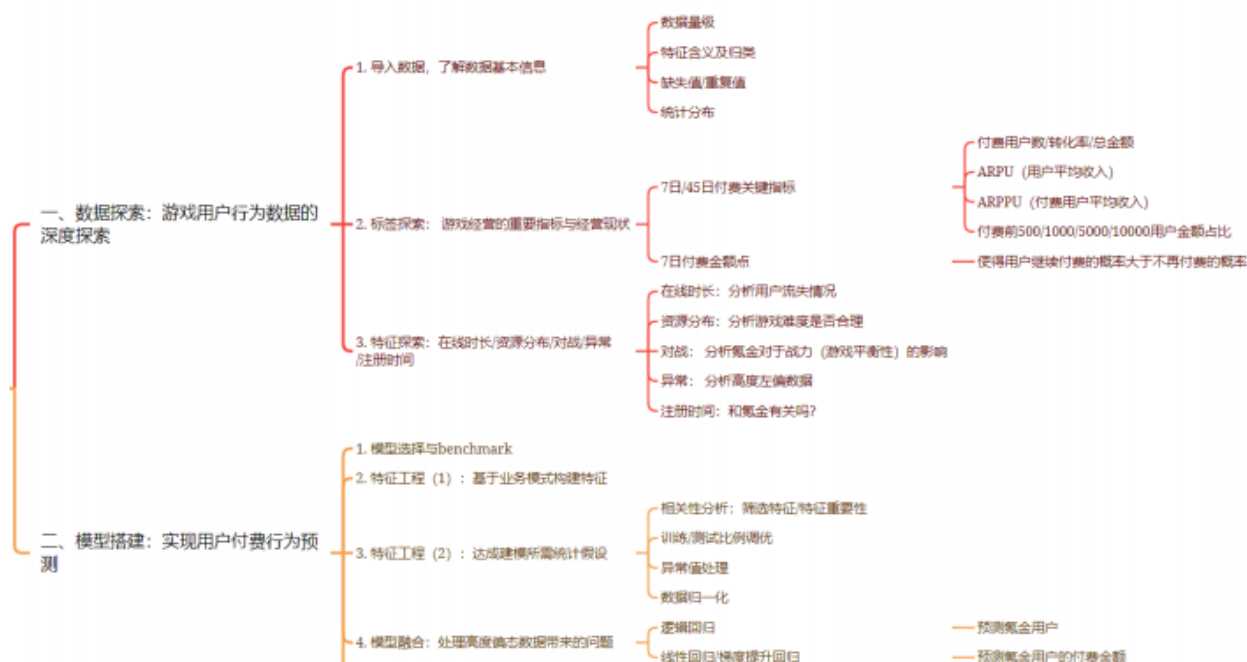 一、数据探索：游戏用户行为数据的
深度探索
1. 导入数据，了解数据基本信息
数据量级
特征含义及归类
缺失值/重复值
统计分布
2. 标签探索： 游戏经营的重要指标与经营现状
7日/45日付费关键指标
付费用户数/转化率/总金额
ARPU（用户平均收入）
ARPPU（付费用户平均收入）
付费前500/1000/5000/10000用户金额占比
7日付费金额点
使得用户继续付费的概率大于不再付费的概率
3. 特征探索：在线时长/资源分布/对战/异常
/注册时间
在线时长：分析用户流失情况
资源分布：分析游戏难度是否合理
对战： 分析氪金对于战力（游戏平衡性）的影响
异常： 分析高度左偏数据
注册时间：和氪金有关吗？
二、模型搭建：实现用户付费行为预
测
1. 模型选择与benchmark
2. 特征工程（1）：基于业务模式构建特征
3. 特征工程（2）：达成建模所需统计假设
相关性分析：筛选特征/特征重要性
训练/测试比例调优
异常值处理
数据归一化
4. 模型融合：处理高度偏态数据带来的问题
逻辑回归
预测氪金用户
线性回归/梯度提升回归
预测氪金用户的付费金额